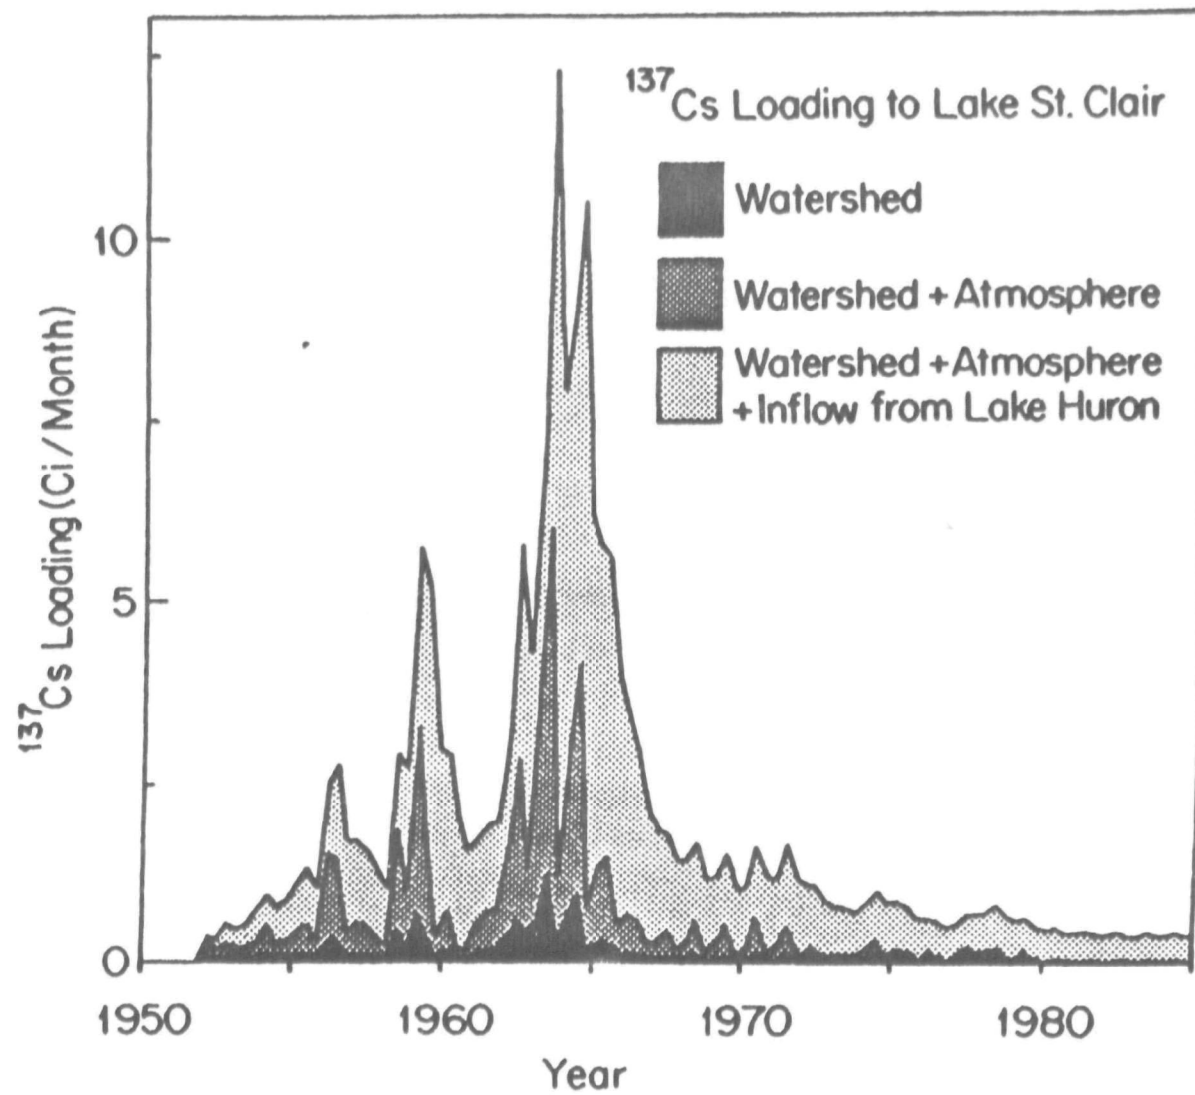 137Cs Loading to Lake St. Clair
Watershed
Watershed + Atmosphere
Watershed + Atmosphere
+ Inflow from Lake Huron
137Cs Loading (Ci / Month)
10
5
0
1950
1960
1970
1980
Year